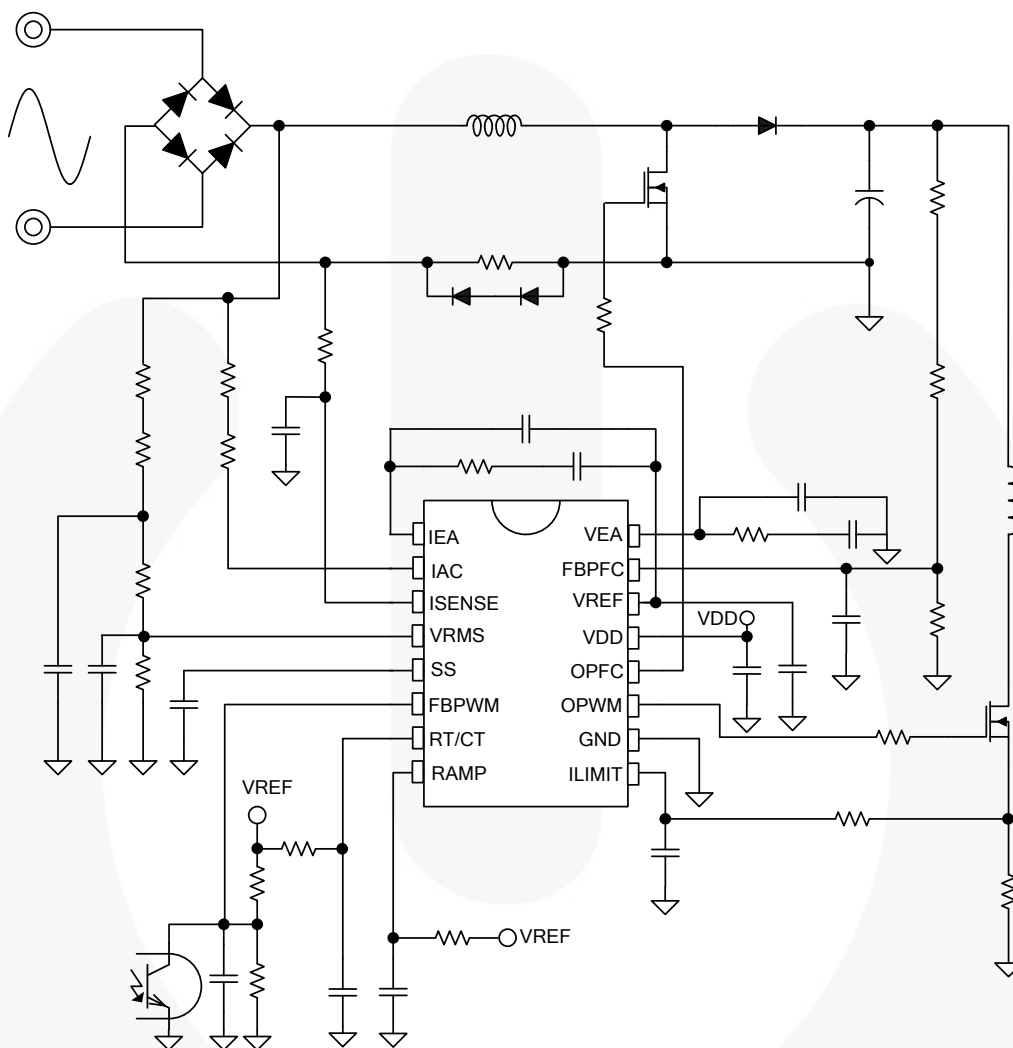 IEA
IAC
ISENSE
VRMS
SS
FBPWM
RT/CT
RAMP
VEA
FBPFC
VREF
VDD
OPFC
OPWM
GND
ILIMIT
VDD
VREF
VREF